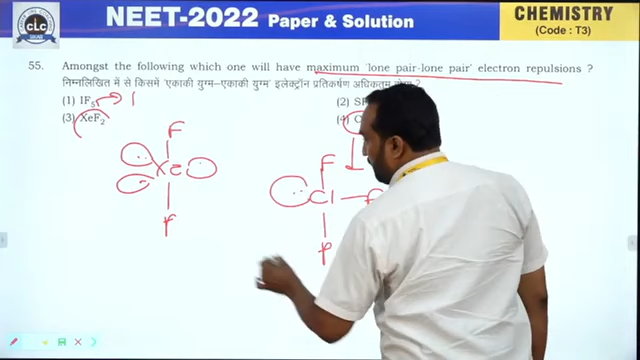 CLC
NEET-2022 Paper & Solution
CHEMISTRY
(Code : T3)
55. Amongst the following which one will have maximum 'lone pair-lone pair' electron repulsions ?
निम्नलिखित में से किसमें 'एकाकी युग्म–एकाकी युग्म' इलेक्ट्रॉन प्रतिकर्षण अधिकतम
(1) IF5 → 1
(2)
(3) XeF2
(4)
F
Xe
F
F
Cl — F
F